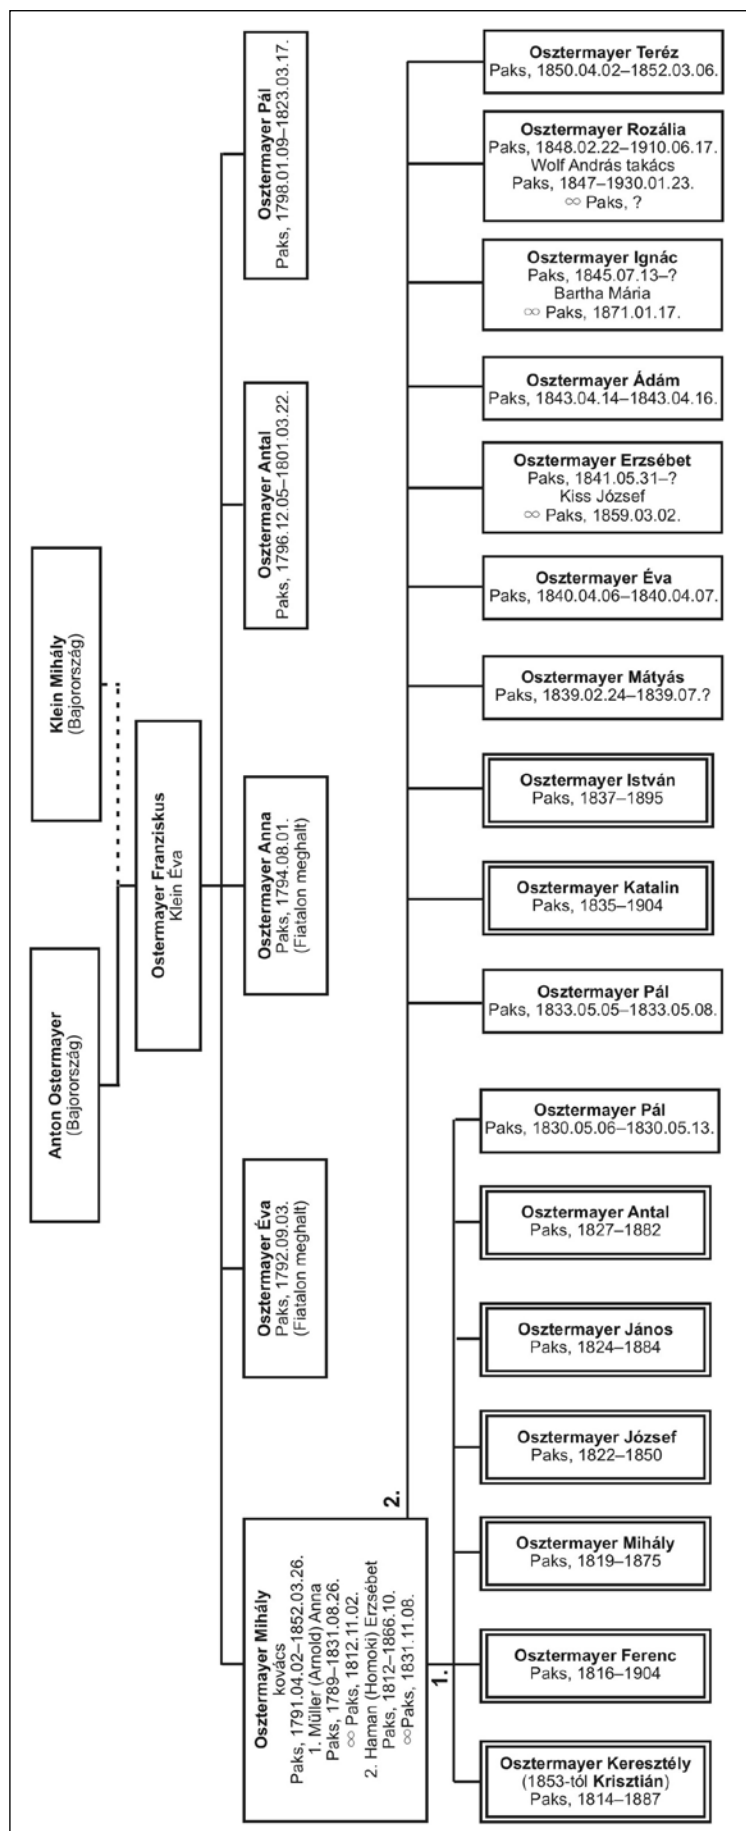 Anton Ostermayer
(Bajorország)
Klein Mihály
(Bajorország)
Ostermayer Franziskus
Klein Éva
Osztermayer Mihály
kovács
Paks, 1791.04.02–1852.03.26.
1. Müller (Arnold) Anna
Paks, 1789–1831.08.26.
∞ Paks, 1812.11.02.
2. Haman (Homoki) Erzsébet
Paks, 1812–1866.10.
∞Paks, 1831.11.08.
Osztermayer Éva
Paks, 1792.09.03.
(Fiatalon meghalt)
Osztermayer Anna
Paks, 1794.08.01.
(Fiatalon meghalt)
Osztermayer Antal
Paks, 1796.12.05–1801.03.22.
Osztermayer Pál
Paks, 1798.01.09–1823.03.17.
1.
2.
Osztermayer Teréz
Paks, 1850.04.02–1852.03.06.
Osztermayer Rozália
Paks, 1848.02.22–1910.06.17.
Wolf András takács
Paks, 1847–1930.01.23.
∞ Paks, ?
Osztermayer Ignác
Paks, 1845.07.13–?
Bartha Mária
∞ Paks, 1871.01.17.
Osztermayer Ádám
Paks, 1843.04.14–1843.04.16.
Osztermayer Erzsébet
Paks, 1841.05.31–?
Kiss József
∞ Paks, 1859.03.02.
Osztermayer Éva
Paks, 1840.04.06–1840.04.07.
Osztermayer Mátyás
Paks, 1839.02.24–1839.07.?
Osztermayer István
Paks, 1837–1895
Osztermayer Katalin
Paks, 1835–1904
Osztermayer Pál
Paks, 1833.05.05–1833.05.08.
Osztermayer Pál
Paks, 1830.05.06–1830.05.13.
Osztermayer Antal
Paks, 1827–1882
Osztermayer János
Paks, 1824–1884
Osztermayer József
Paks, 1822–1850
Osztermayer Mihály
Paks, 1819–1875
Osztermayer Ferenc
Paks, 1816–1904
Osztermayer Keresztély
(1853-tól Krisztián)
Paks, 1814–1887